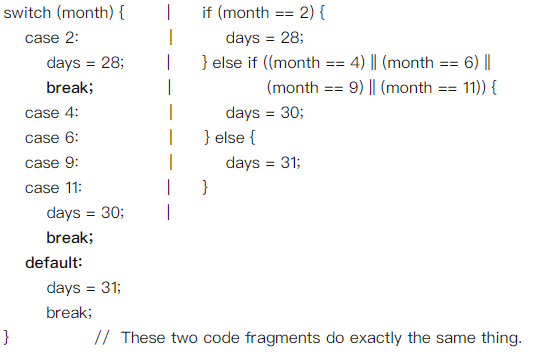 switch (month) { | if (month == 2) {
case 2: | days = 28;
days = 28; | } else if ((month == 4) || (month == 6) ||
break; | (month == 9) || (month == 11)) {
case 4: | days = 30;
case 6: | } else {
case 9: | days = 31;
case 11: | }
days = 30; |
break;
default:
days = 31;
break;
} // These two code fragments do exactly the same thing.